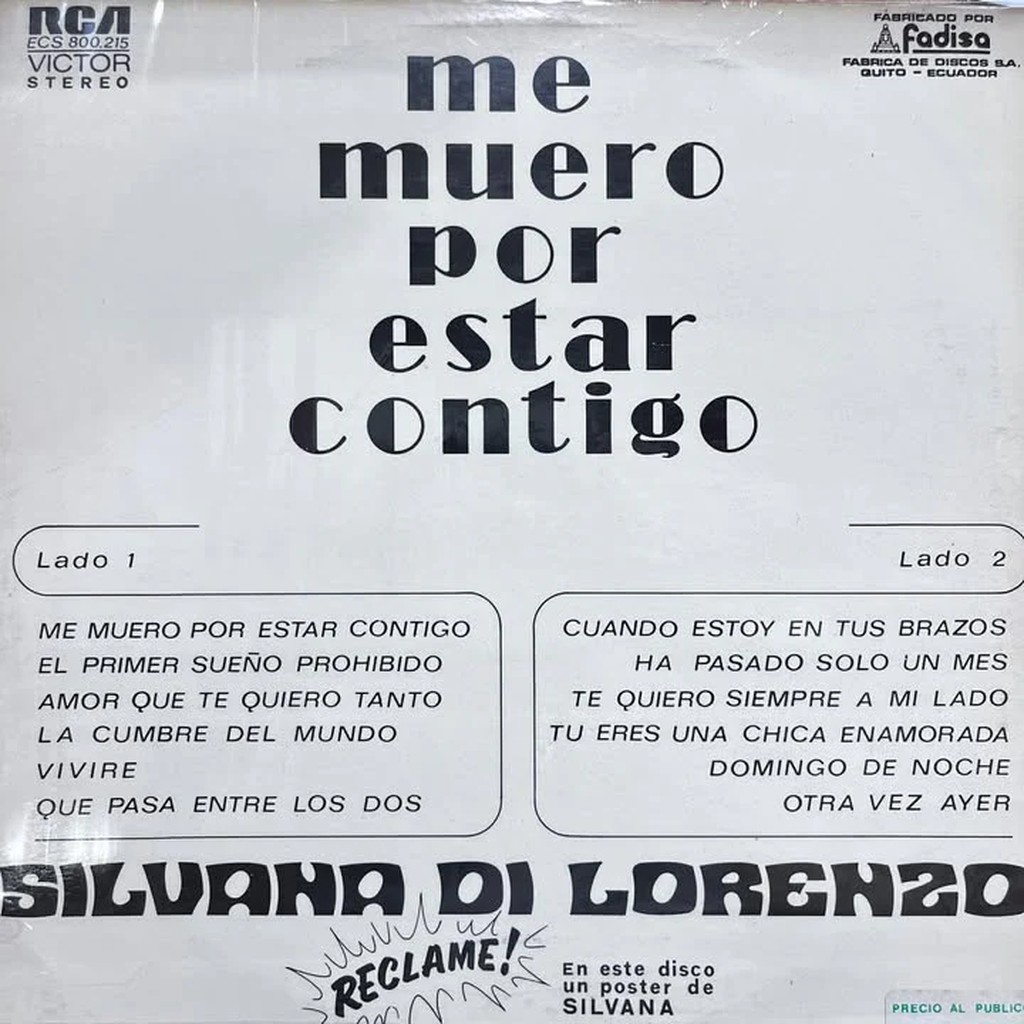 RCA
ECS 800.215
VICTOR
STEREO
FABRICADO POR
Fadisa
FABRICA DE DISCOS S.A.
QUITO - ECUADOR
me
muero
por
estar
contigo
Lado 1
ME MUERO POR ESTAR CONTIGO
EL PRIMER SUEÑO PROHIBIDO
AMOR QUE TE QUIERO TANTO
LA CUMBRE DEL MUNDO
VIVIRE
QUE PASA ENTRE LOS DOS
Lado 2
CUANDO ESTOY EN TUS BRAZOS
HA PASADO SOLO UN MES
TE QUIERO SIEMPRE A MI LADO
TU ERES UNA CHICA ENAMORADA
DOMINGO DE NOCHE
OTRA VEZ AYER
SILVANA DI LORENZO
RECLAME!
En este disco
un poster de
SILVANA
PRECIO AL PUBLIC